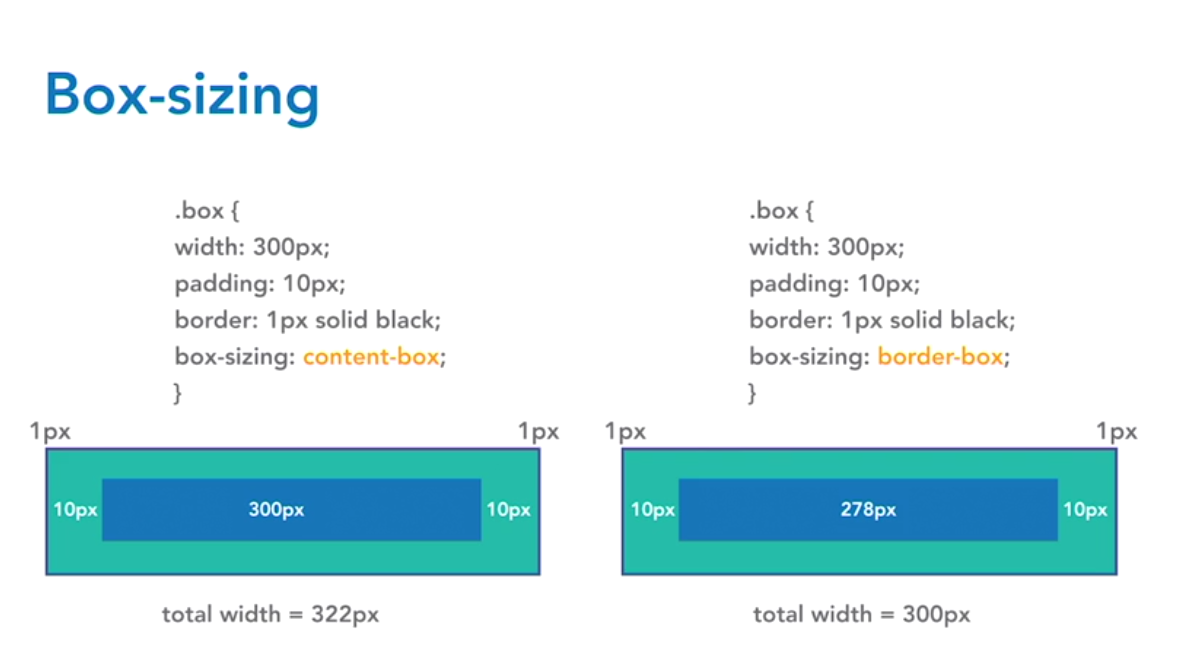 Box-sizing
.box {
width: 300px;
padding: 10px;
border: 1px solid black;
box-sizing: content-box;
}
1px 1px
10px 300px 10px
total width = 322px
.box {
width: 300px;
padding: 10px;
border: 1px solid black;
box-sizing: border-box;
}
1px 1px
10px 278px 10px
total width = 300px